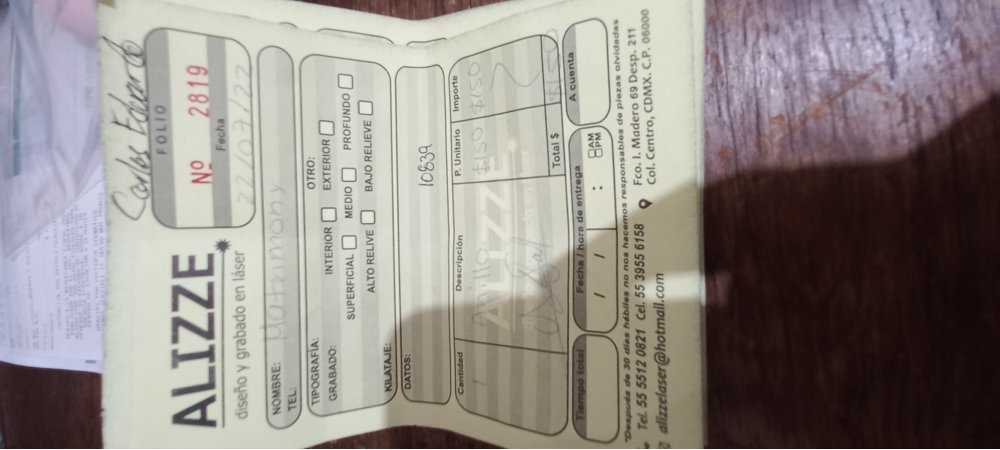 Carlos Eduardo
ALIZZE
diseño y grabado en láser
FOLIO
Nº 2819
Fecha
22/07/22
NOMBRE: Matrimony
TEL:
TIPOGRAFÍA: OTRO:
GRABADO: INTERIOR EXTERIOR
SUPERFICIAL MEDIO PROFUNDO
ALTO RELIVE BAJO RELIEVE
KILATAJE:
DATOS:
10839
Cantidad Descripción P. Unitario Importe
1 Anillo $150 $150
ALIZZE
Total $ $150
Tiempo total Fecha / hora de entrega A cuenta
/ / : AM
PM
*Después de 30 días hábiles no nos hacemos responsables de piezas olvidadas
Tel. 55 5512 0821 Cel. 55 3955 6158 Fco. I. Madero 69 Desp. 211
alizzelaser@hotmail.com Col. Centro, CDMX. C.P. 06000